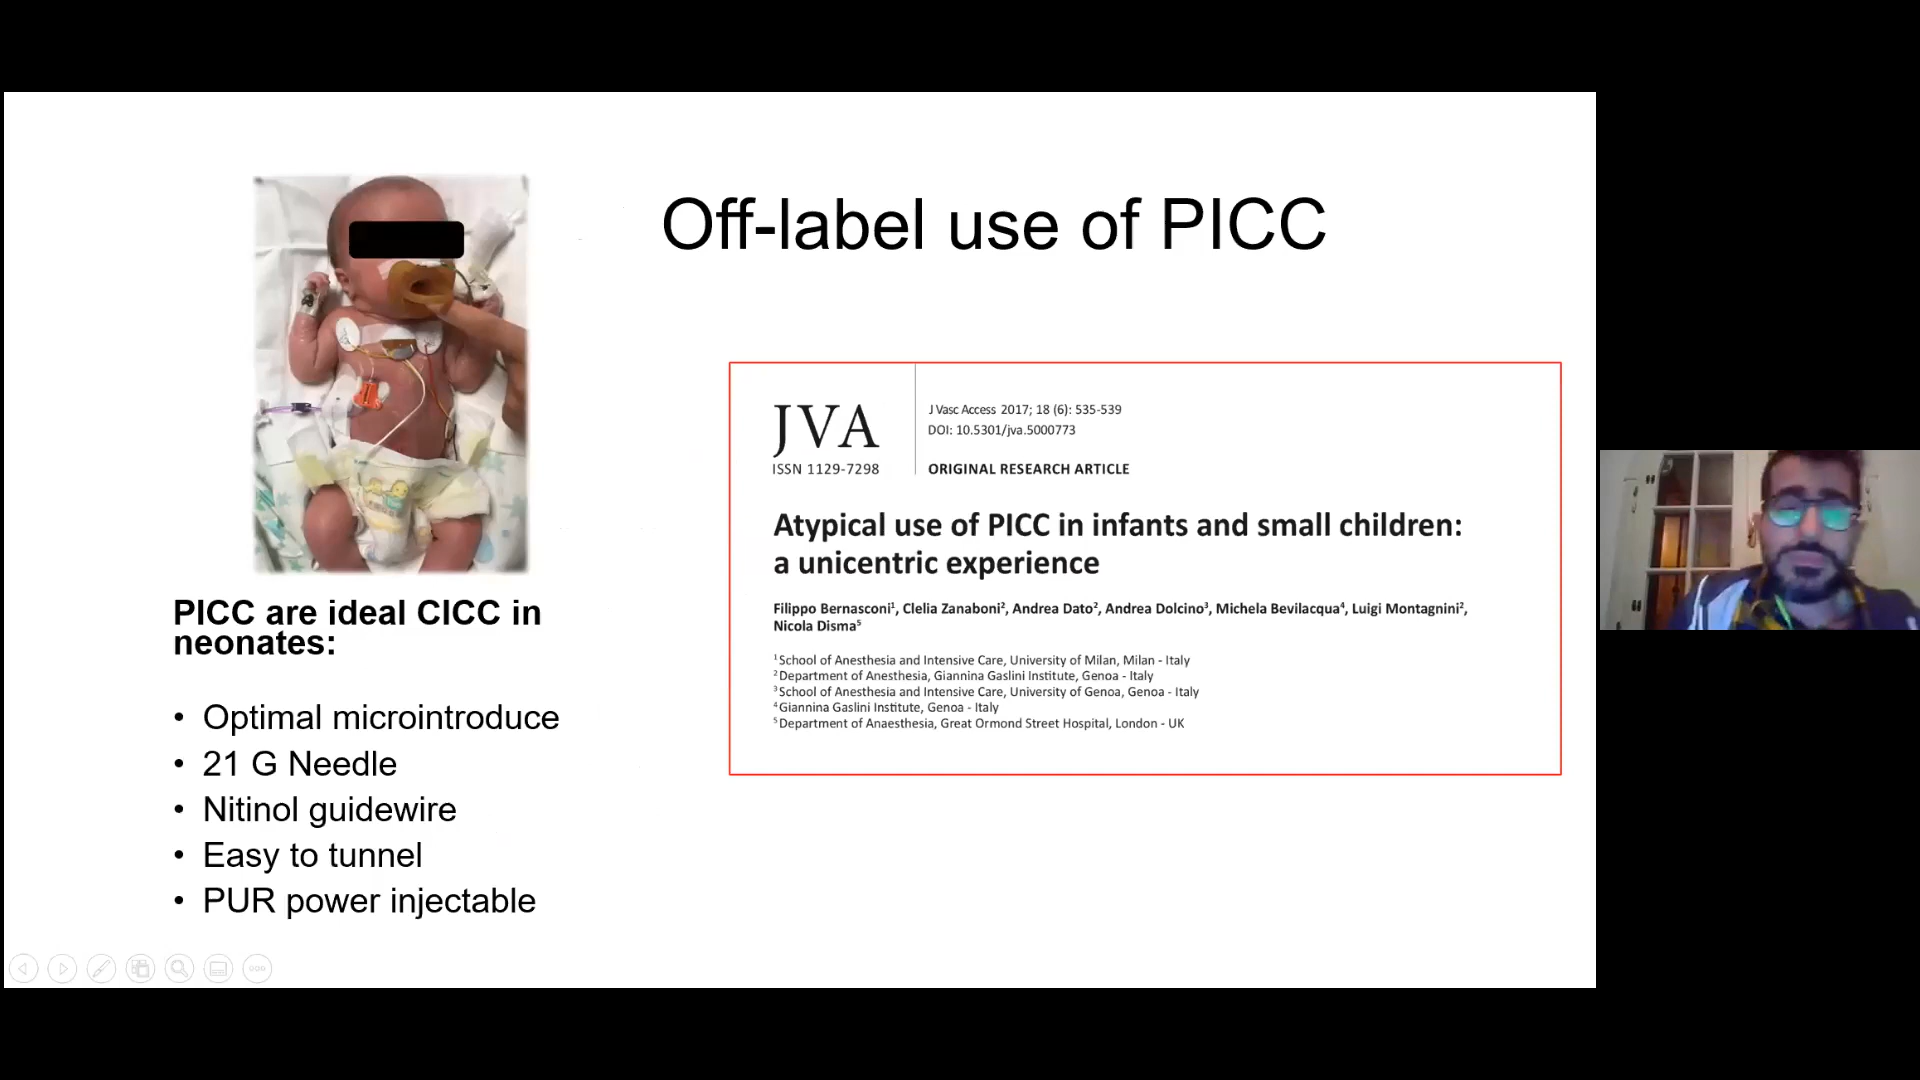 Off-label use of PICC
PICC are ideal CICC in
neonates:
• Optimal microintroduce
• 21 G Needle
• Nitinol guidewire
• Easy to tunnel
• PUR power injectable
JVA
ISSN 1129-7298
J Vasc Access 2017; 18 (6): 535-539
DOI: 10.5301/jva.5000773
ORIGINAL RESEARCH ARTICLE
Atypical use of PICC in infants and small children:
a unicentric experience
Filippo Bernasconi¹, Clelia Zanaboni², Andrea Dato², Andrea Dolcino³, Michela Bevilacqua⁴, Luigi Montagnini²,
Nicola Disma⁵
¹ School of Anesthesia and Intensive Care, University of Milan, Milan - Italy
² Department of Anesthesia, Giannina Gaslini Institute, Genoa - Italy
³ School of Anesthesia and Intensive Care, University of Genoa, Genoa - Italy
⁴ Giannina Gaslini Institute, Genoa - Italy
⁵ Department of Anaesthesia, Great Ormond Street Hospital, London - UK